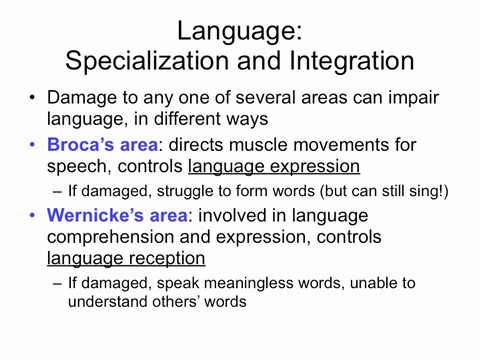 Language:
Specialization and Integration
• Damage to any one of several areas can impair
language, in different ways
• Broca's area: directs muscle movements for
speech, controls language expression
– If damaged, struggle to form words (but can still sing!)
• Wernicke's area: involved in language
comprehension and expression, controls
language reception
– If damaged, speak meaningless words, unable to
understand others' words